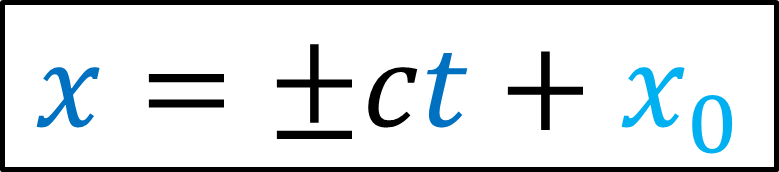 x = ±ct + x₀